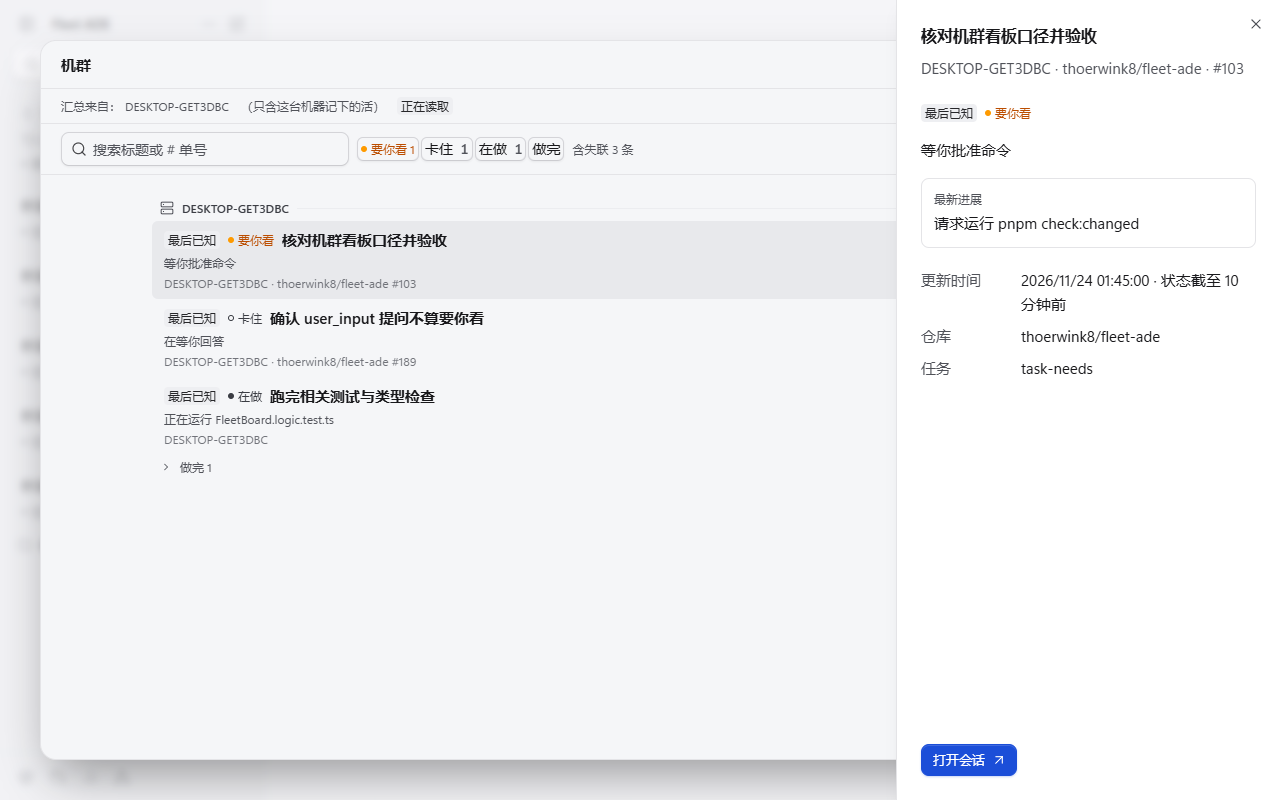 机群
汇总来自： DESKTOP-GET3DBC （只含这台机器记下的活） 正在读取
搜索标题或 # 单号
要你看 1 卡住 1 在做 1 做完 含失联 3 条
DESKTOP-GET3DBC
最后已知 要你看 核对机群看板口径并验收
等你批准命令
DESKTOP-GET3DBC · thoerwink8/fleet-ade #103
最后已知 卡住 确认 user_input 提问不算要你看
在等你回答
DESKTOP-GET3DBC · thoerwink8/fleet-ade #189
最后已知 在做 跑完相关测试与类型检查
正在运行 FleetBoard.logic.test.ts
DESKTOP-GET3DBC
做完 1
核对机群看板口径并验收
DESKTOP-GET3DBC · thoerwink8/fleet-ade · #103
最后已知 要你看
等你批准命令
最新进展
请求运行 pnpm check:changed
更新时间 2026/11/24 01:45:00 · 状态截至 10
分钟前
仓库 thoerwink8/fleet-ade
任务 task-needs
打开会话